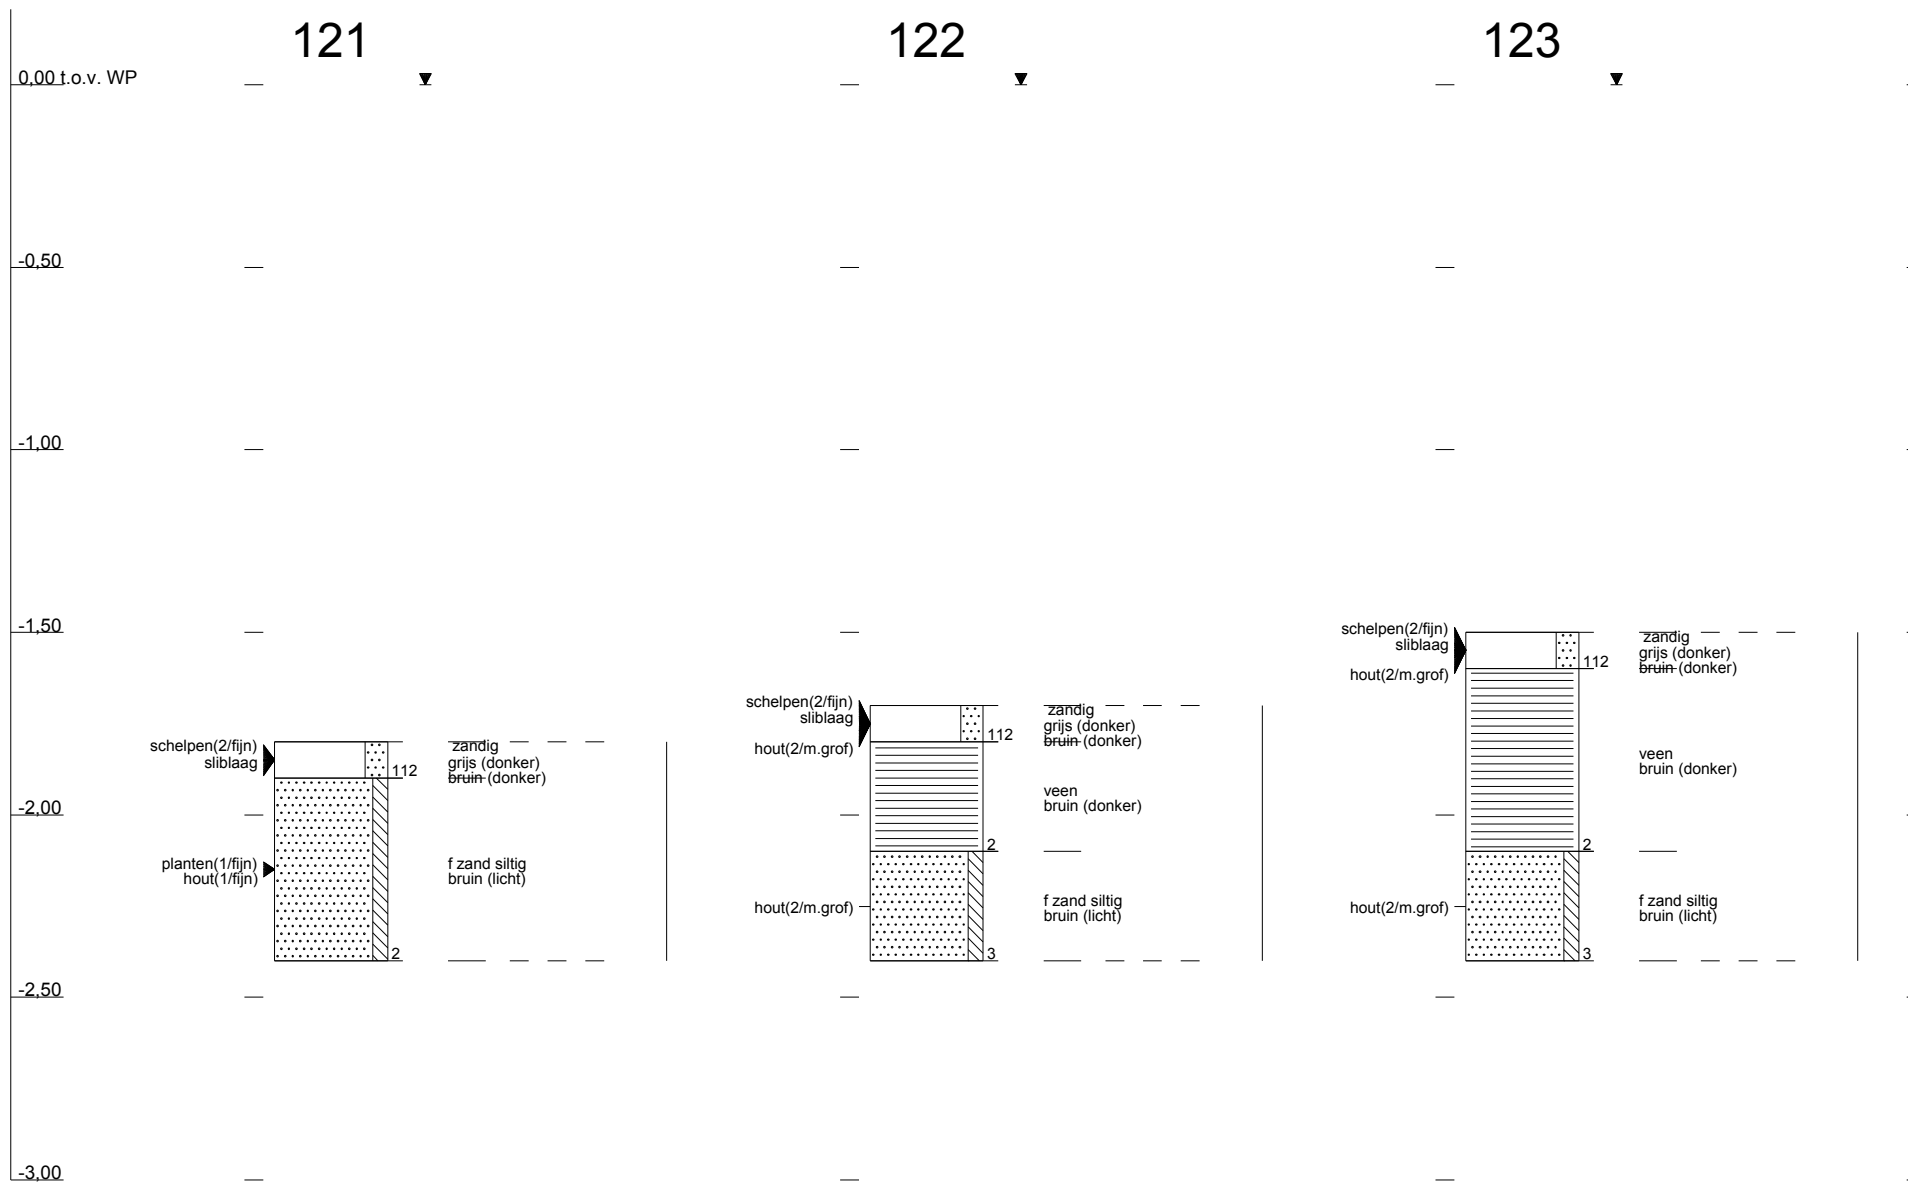 121
122
123
0,00 t.o.v. WP
-0,50
-1,00
-1,50
-2,00
-2,50
-3,00
schelpen(2/fijn)
sliblaag
112
zandig
grijs (donker)
bruin (donker)
planten(1/fijn)
hout(1/fijn)
f zand siltig
bruin (licht)
2
schelpen(2/fijn)
sliblaag
hout(2/m.grof)
112
zandig
grijs (donker)
bruin (donker)
veen
bruin (donker)
2
hout(2/m.grof)
f zand siltig
bruin (licht)
3
schelpen(2/fijn)
sliblaag
hout(2/m.grof)
112
zandig
grijs (donker)
bruin (donker)
veen
bruin (donker)
2
hout(2/m.grof)
f zand siltig
bruin (licht)
3